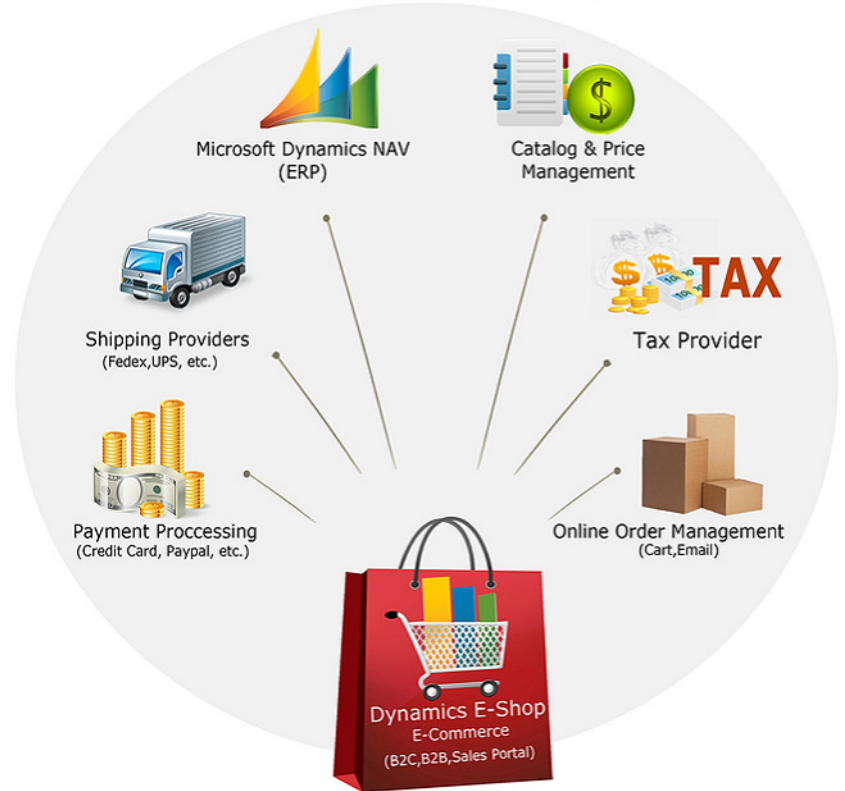 Microsoft Dynamics NAV
(ERP)
Catalog & Price
Management
$
Shipping Providers
(Fedex,UPS, etc.)
$ $
TAX
Tax Provider
Payment Proccessing
(Credit Card, Paypal, etc.)
Online Order Management
(Cart,Email)
Dynamics E-Shop
E-Commerce
(B2C,B2B,Sales Portal)